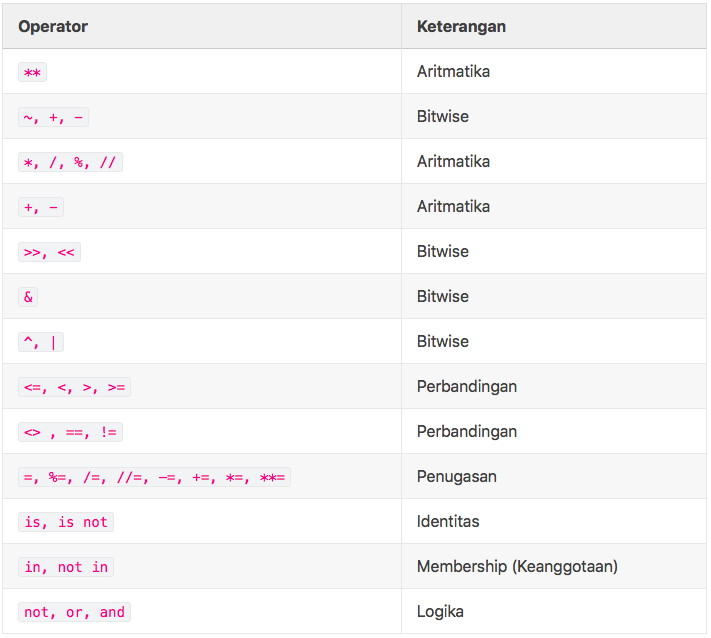 Operator Keterangan
** Aritmatika
~, +, - Bitwise
*, /, %, // Aritmatika
+, - Aritmatika
>>, << Bitwise
& Bitwise
^, | Bitwise
<=, <, >, >= Perbandingan
<> , ==, != Perbandingan
=, %=, /=, //=, -=, +=, *=, **= Penugasan
is, is not Identitas
in, not in Membership (Keanggotaan)
not, or, and Logika